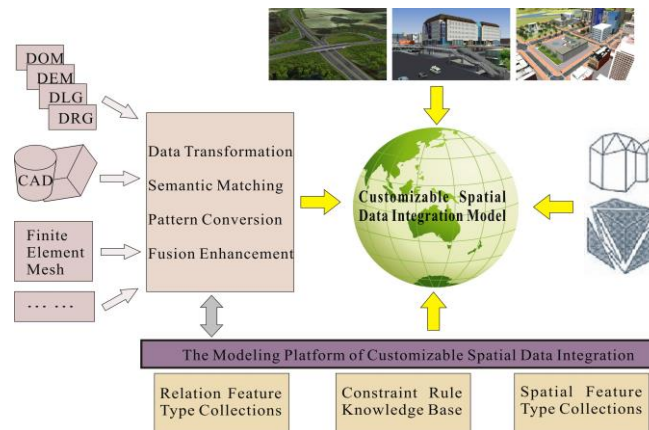 DOM
DEM
DLG
DRG
CAD
Finite
Element
Mesh
... ...
Data Transformation
Semantic Matching
Pattern Conversion
Fusion Enhancement
Customizable Spatial
Data Integration Model
The Modeling Platform of Customizable Spatial Data Integration
Relation Feature
Type Collections
Constraint Rule
Knowledge Base
Spatial Feature
Type Collections